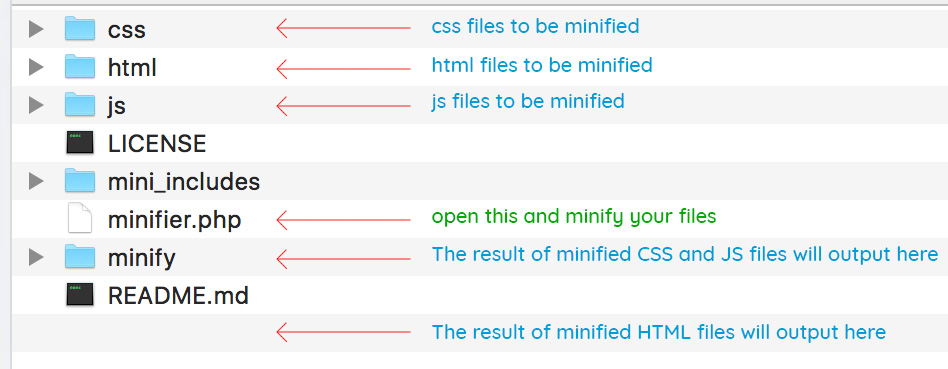 css css files to be minified
html html files to be minified
js js files to be minified
LICENSE
mini_includes
minifier.php open this and minify your files
minify The result of minified CSS and JS files will output here
README.md
The result of minified HTML files will output here